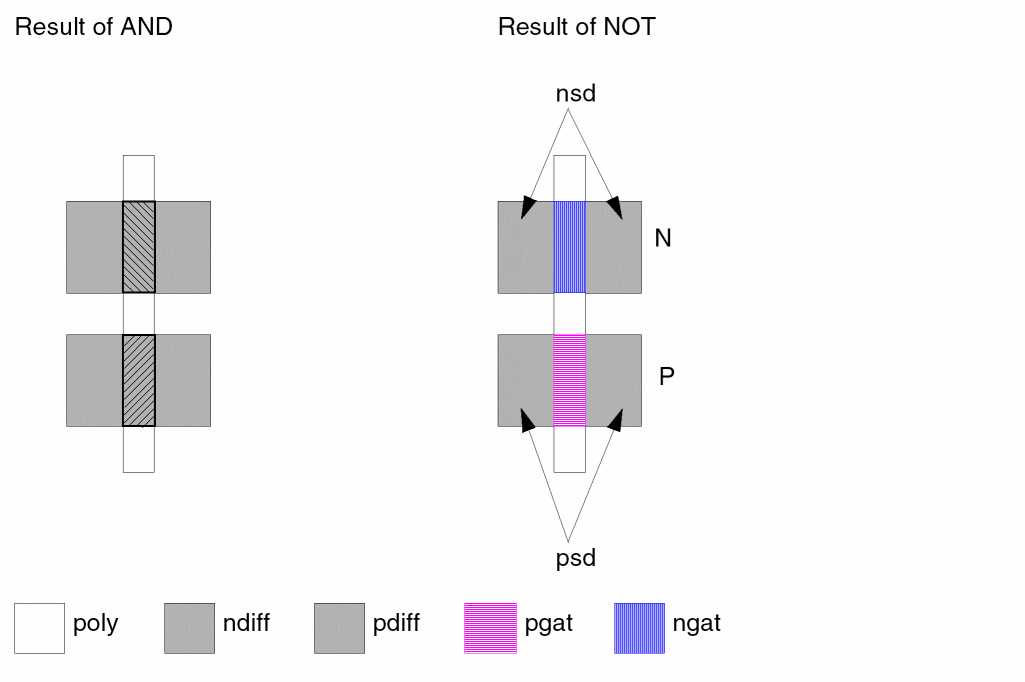 Result of AND
Result of NOT
nsd
N
P
psd
poly
ndiff
pdiff
pgat
ngat